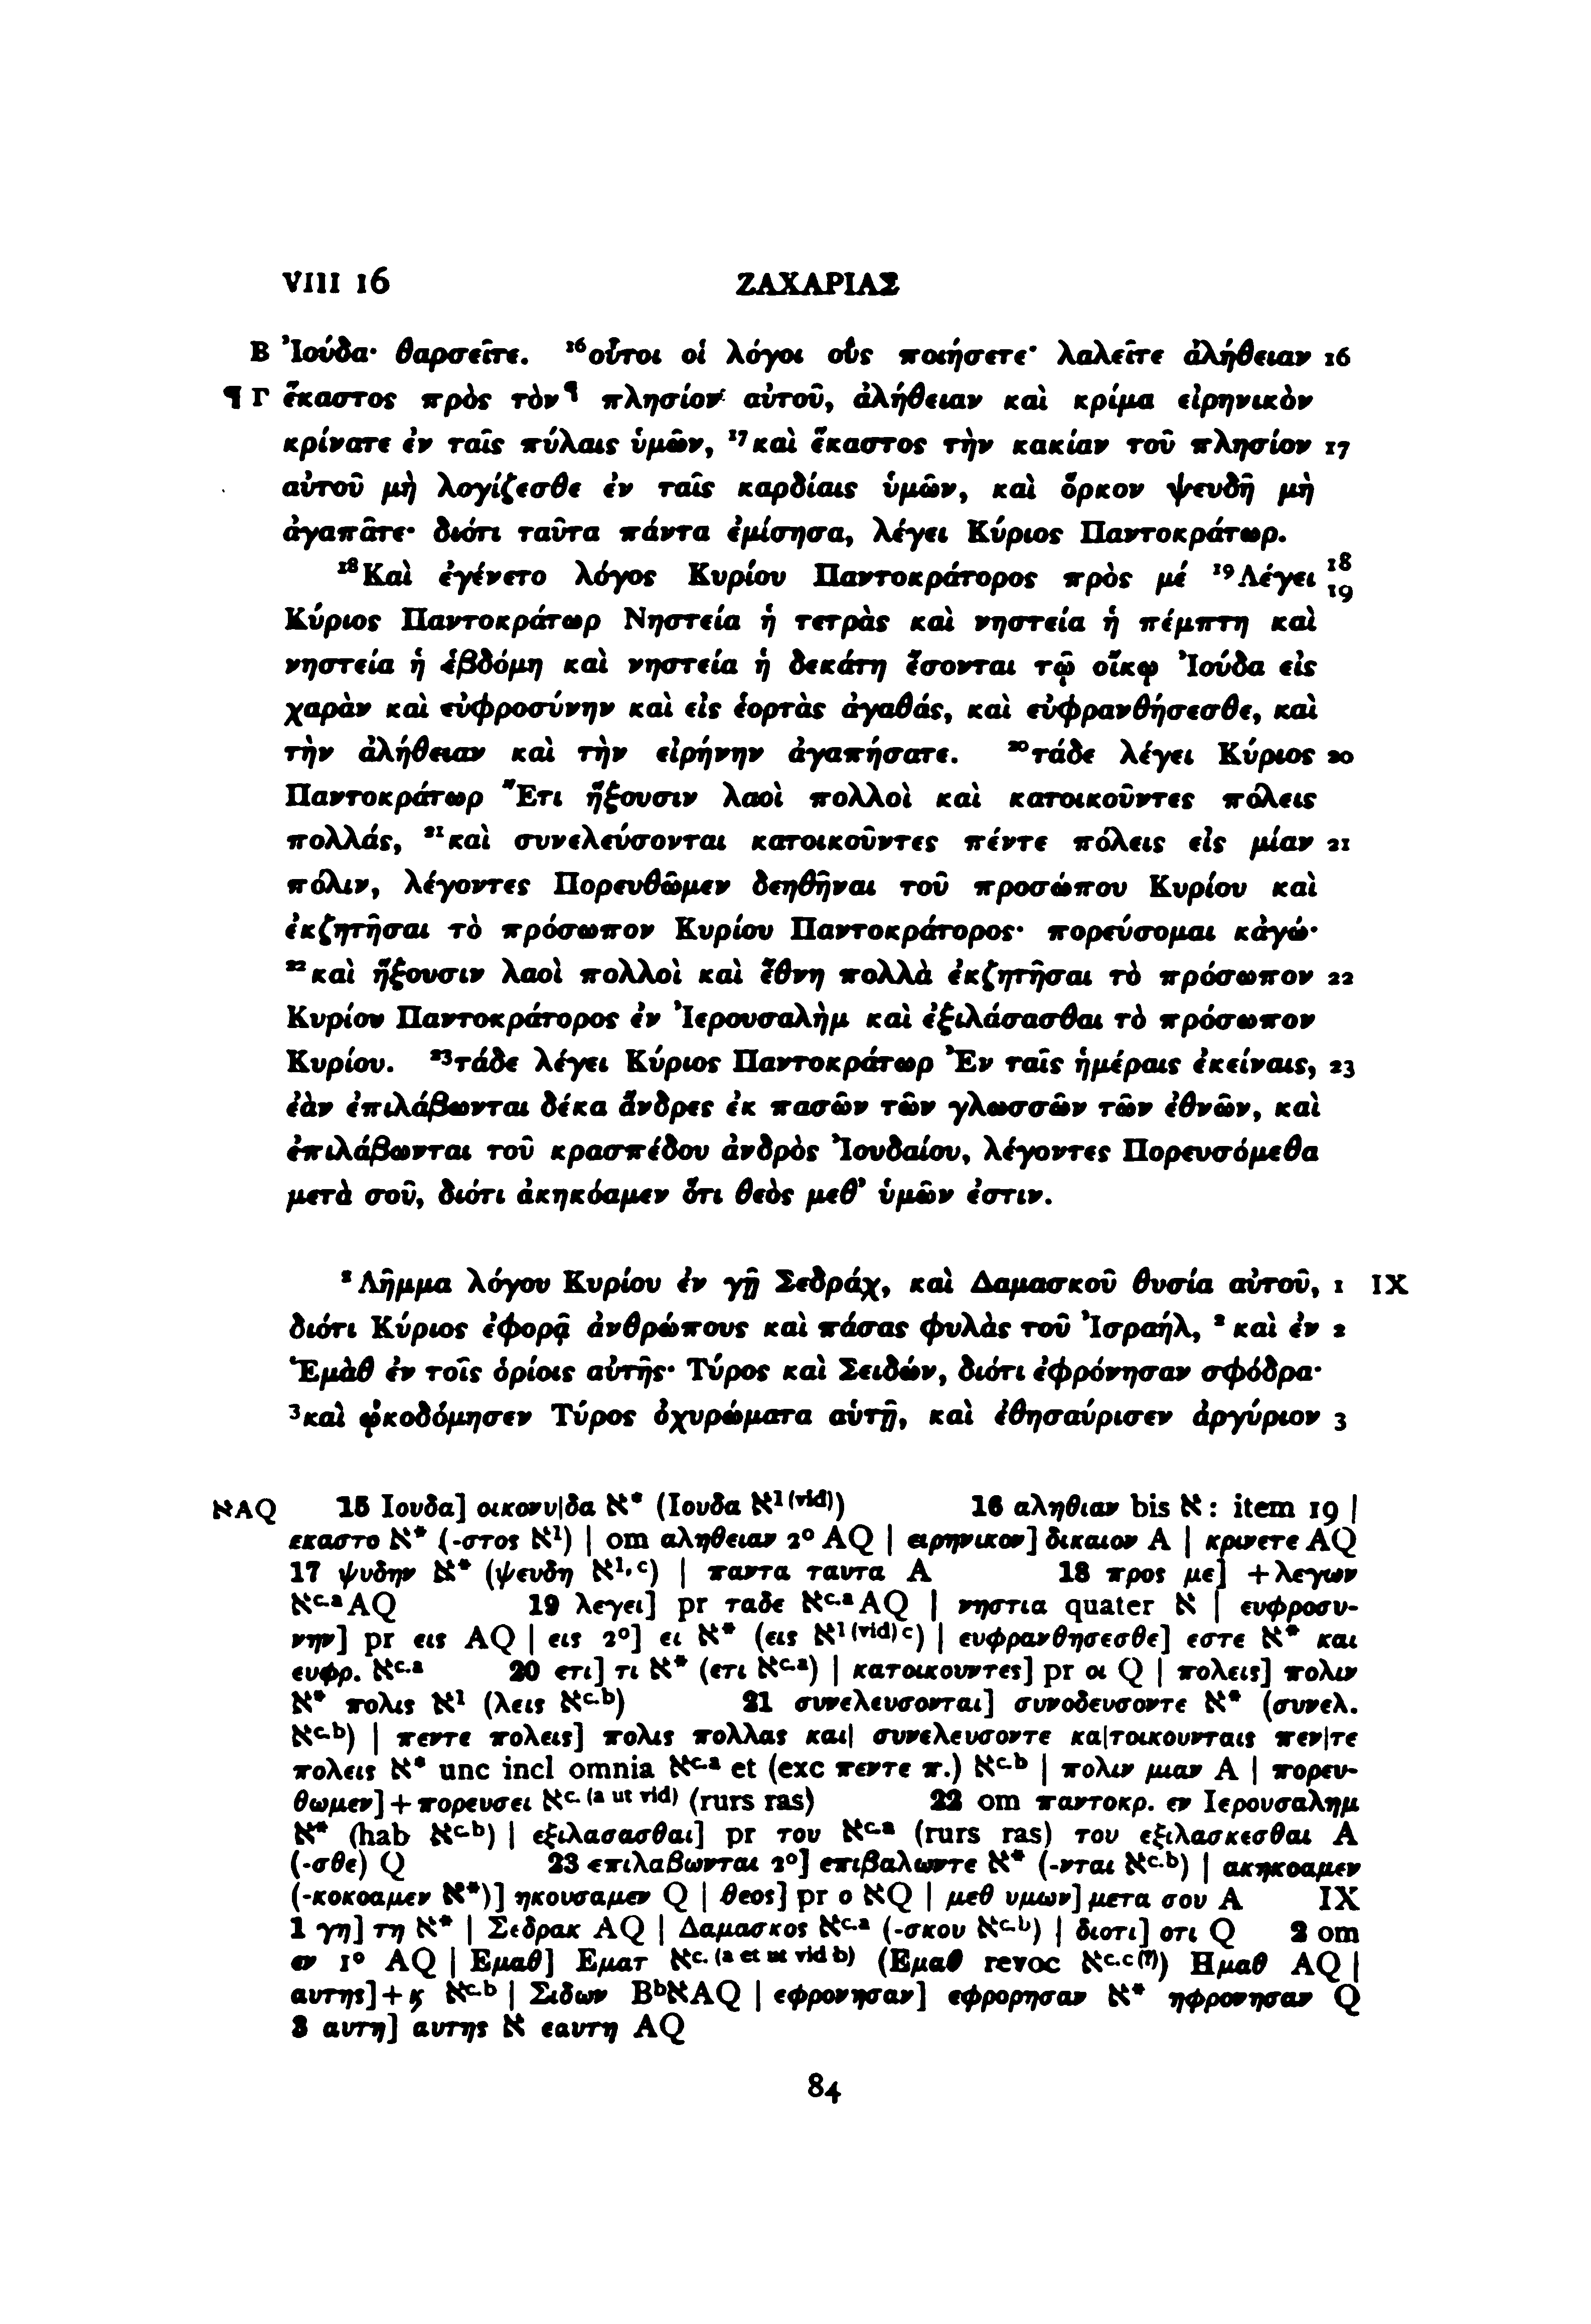 VIII 16 ΖΑΧΑΡΙΑΣ
B Ἰούδα· θαρσεῖτε. ¹⁶οὗτοι οἱ λόγοι οὓς ποιήσετε· λαλεῖτε ἀλήθειαν 16
¶ Γ ἕκαστος πρὸς τὸν¶ πλησίον αὐτοῦ, ἀλήθειαν καὶ κρίμα εἰρηνικὸν
κρίνατε ἐν ταῖς πύλαις ὑμῶν, ¹⁷καὶ ἕκαστος τὴν κακίαν τοῦ πλησίον 17
αὐτοῦ μὴ λογίζεσθε ἐν ταῖς καρδίαις ὑμῶν, καὶ ὅρκον ψευδῆ μὴ
ἀγαπᾶτε· διότι ταῦτα πάντα ἐμίσησα, λέγει Κύριος Παντοκράτωρ.
¹⁸Καὶ ἐγένετο λόγος Κυρίου Παντοκράτορος πρὸς μέ ¹⁹Λέγει 18 19
Κύριος Παντοκράτωρ Νηστεία ἡ τετρὰς καὶ νηστεία ἡ πέμπτη καὶ
νηστεία ἡ ἑβδόμη καὶ νηστεία ἡ δεκάτη ἔσονται τῷ οἴκῳ Ἰούδα εἰς
χαρὰν καὶ εὐφροσύνην καὶ εἰς ἑορτὰς ἀγαθάς, καὶ εὐφρανθήσεσθε, καὶ
τὴν ἀλήθειαν καὶ τὴν εἰρήνην ἀγαπήσατε. ²⁰τάδε λέγει Κύριος 20
Παντοκράτωρ Ἔτι ἥξουσιν λαοὶ πολλοὶ καὶ κατοικοῦντες πόλεις
πολλάς, ²¹καὶ συνελεύσονται κατοικοῦντες πέντε πόλεις εἰς μίαν 21
πόλιν, λέγοντες Πορευθῶμεν δεηθῆναι τοῦ προσώπου Κυρίου καὶ
ἐκζητῆσαι τὸ πρόσωπον Κυρίου Παντοκράτορος· πορεύσομαι κἀγώ·
²²καὶ ἥξουσιν λαοὶ πολλοὶ καὶ ἔθνη πολλὰ ἐκζητῆσαι τὸ πρόσωπον 22
Κυρίου Παντοκράτορος ἐν Ἰερουσαλὴμ καὶ ἐξιλάσασθαι τὸ πρόσωπον
Κυρίου. ²³τάδε λέγει Κύριος Παντοκράτωρ Ἐν ταῖς ἡμέραις ἐκείναις, 23
ἐὰν ἐπιλάβωνται δέκα ἄνδρες ἐκ πασῶν τῶν γλωσσῶν τῶν ἐθνῶν, καὶ
ἐπιλάβωνται τοῦ κρασπέδου ἀνδρὸς Ἰουδαίου, λέγοντες Πορευσόμεθα
μετὰ σοῦ, διότι ἀκηκόαμεν ὅτι θεὸς μεθ’ ὑμῶν ἐστιν.
¹Λῆμμα λόγου Κυρίου ἐν γῇ Σεδράχ, καὶ Δαμασκοῦ θυσία αὐτοῦ, 1 IX
διότι Κύριος ἐφορᾷ ἀνθρώπους καὶ πάσας φυλὰς τοῦ Ἰσραήλ, ²καὶ ἐν 2
Ἐμὰθ ἐν τοῖς ὁρίοις αὐτῆς· Τύρος καὶ Σειδών, διότι ἐφρόνησαν σφόδρα·
³καὶ ᾠκοδόμησεν Τύρος ὀχυρώματα αὑτῇ, καὶ ἐθησαύρισεν ἀργύριον 3
ℵAQ 15 Ιουδα] οικονυ|δα ℵ* (Ιουδα ℵ¹⁽ᵛⁱᵈ⁾) 16 αληθιαν bis ℵ : item 19 |
εκαστο ℵ* (-στος ℵ¹) | om αληθειαν 2° AQ | ειρηνικον] δικαιον A | κρινετε AQ
17 ψυδην ℵ* (ψευδη ℵ¹·ᶜ) | παντα ταυτα A 18 προς με] + λεγων
ℵᶜ·ᵃAQ 19 λεγει] pr ταδε ℵᶜ·ᵃAQ | νηστια quater ℵ | ευφροσυ-
νην] pr εις AQ | εις 2°] ει ℵ* (εις ℵ¹⁽ᵛⁱᵈ⁾ᶜ) | ευφρανθησεσθε] εστε ℵ* και
ευφρ. ℵᶜ·ᵃ 20 ετι] τι ℵ* (ετι ℵᶜ·ᵃ) | κατοικουντες] pr οι Q | πολεις] πολιν
ℵ* πολις ℵ¹ (λεις ℵᶜ·ᵇ) 21 συνελευσονται] συνοδευσοντε ℵ* (συνελ.
ℵᶜ·ᵇ) | πεντε πολεις] πολις πολλας και| συνελευσοντε κα|τοικουνταις πεν|τε
πολεις ℵ* unc incl omnia ℵᶜ·ᵃ et (exc πεντε π.) ℵᶜ·ᵇ | πολιν μιαν A | πορευ-
θωμεν] + πορευσει ℵᶜ· ⁽ᵃ ᵘᵗ ᵛⁱᵈ⁾ (rurs ras) 22 om παντοκρ. εν Ιερουσαλημ
ℵ* (hab ℵᶜ·ᵇ) | εξιλασασθαι] pr του ℵᶜ·ᵃ (rurs ras) του εξιλασκεσθαι A
(-σθε) Q 23 επιλαβωνται 2°] επιβαλωντε ℵ* (-νται ℵᶜ·ᵇ) | ακηκοαμεν
(-κοκοαμεν ℵ*)] ηκουσαμεν Q | θεος] pr ο ℵQ | μεθ υμων] μετα σου A IX
1 γη] τη ℵ* | Σεδρακ AQ | Δαμασκος ℵᶜ·ᵃ (-σκου ℵᶜ·ᵇ) | διοτι] οτι Q 2 om
εν 1° AQ | Εμαθ] Εματ ℵᶜ· ⁽ᵃ ᵉᵗ ᵘᵗ ᵛⁱᵈ ᵇ⁾ (Εμαθ revoc ℵᶜ·ᶜ⁽?⁾) Ημαθ AQ |
αυτης] + ϗ ℵᶜ·ᵇ | Σιδων BᵇℵAQ | εφρονησαν] εφρορησαν ℵ* ηφρονησαν Q
3 αυτη] αυτης ℵ εαυτη AQ
84